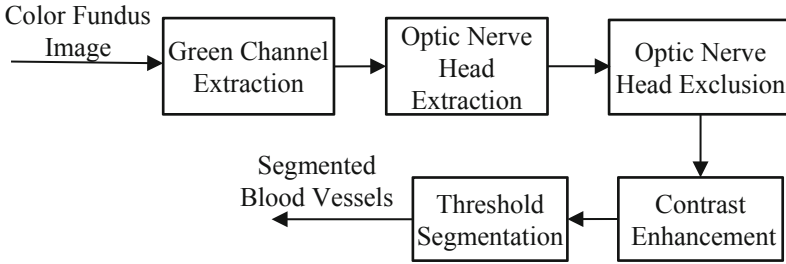 Color Fundus
Image
Green Channel
Extraction
Optic Nerve
Head
Extraction
Optic Nerve
Head Exclusion
Contrast
Enhancement
Threshold
Segmentation
Segmented
Blood Vessels